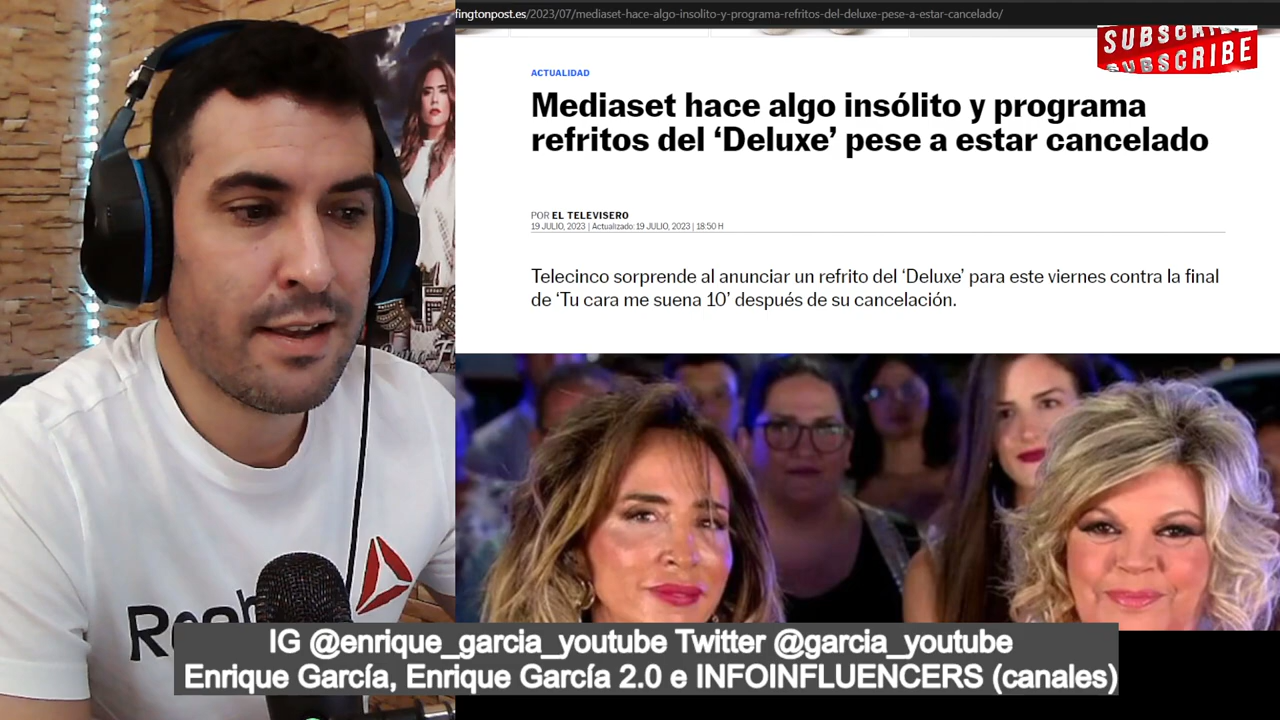 fingtonpost.es/2023/07/mediaset-hace-algo-insolito-y-programa-refritos-del-deluxe-pese-a-estar-cancelado/
SUBSCRIBE
SUBSCRIBE
ACTUALIDAD
Mediaset hace algo insólito y programa
refritos del ‘Deluxe’ pese a estar cancelado
POR EL TELEVISERO
19 JULIO, 2023 | Actualizado: 19 JULIO, 2023 | 18:50 H
Telecinco sorprende al anunciar un refrito del ‘Deluxe’ para este viernes contra la final
de ‘Tu cara me suena 10’ después de su cancelación.
Reebok
IG @enrique_garcia_youtube Twitter @garcia_youtube
Enrique García, Enrique García 2.0 e INFOINFLUENCERS (canales)